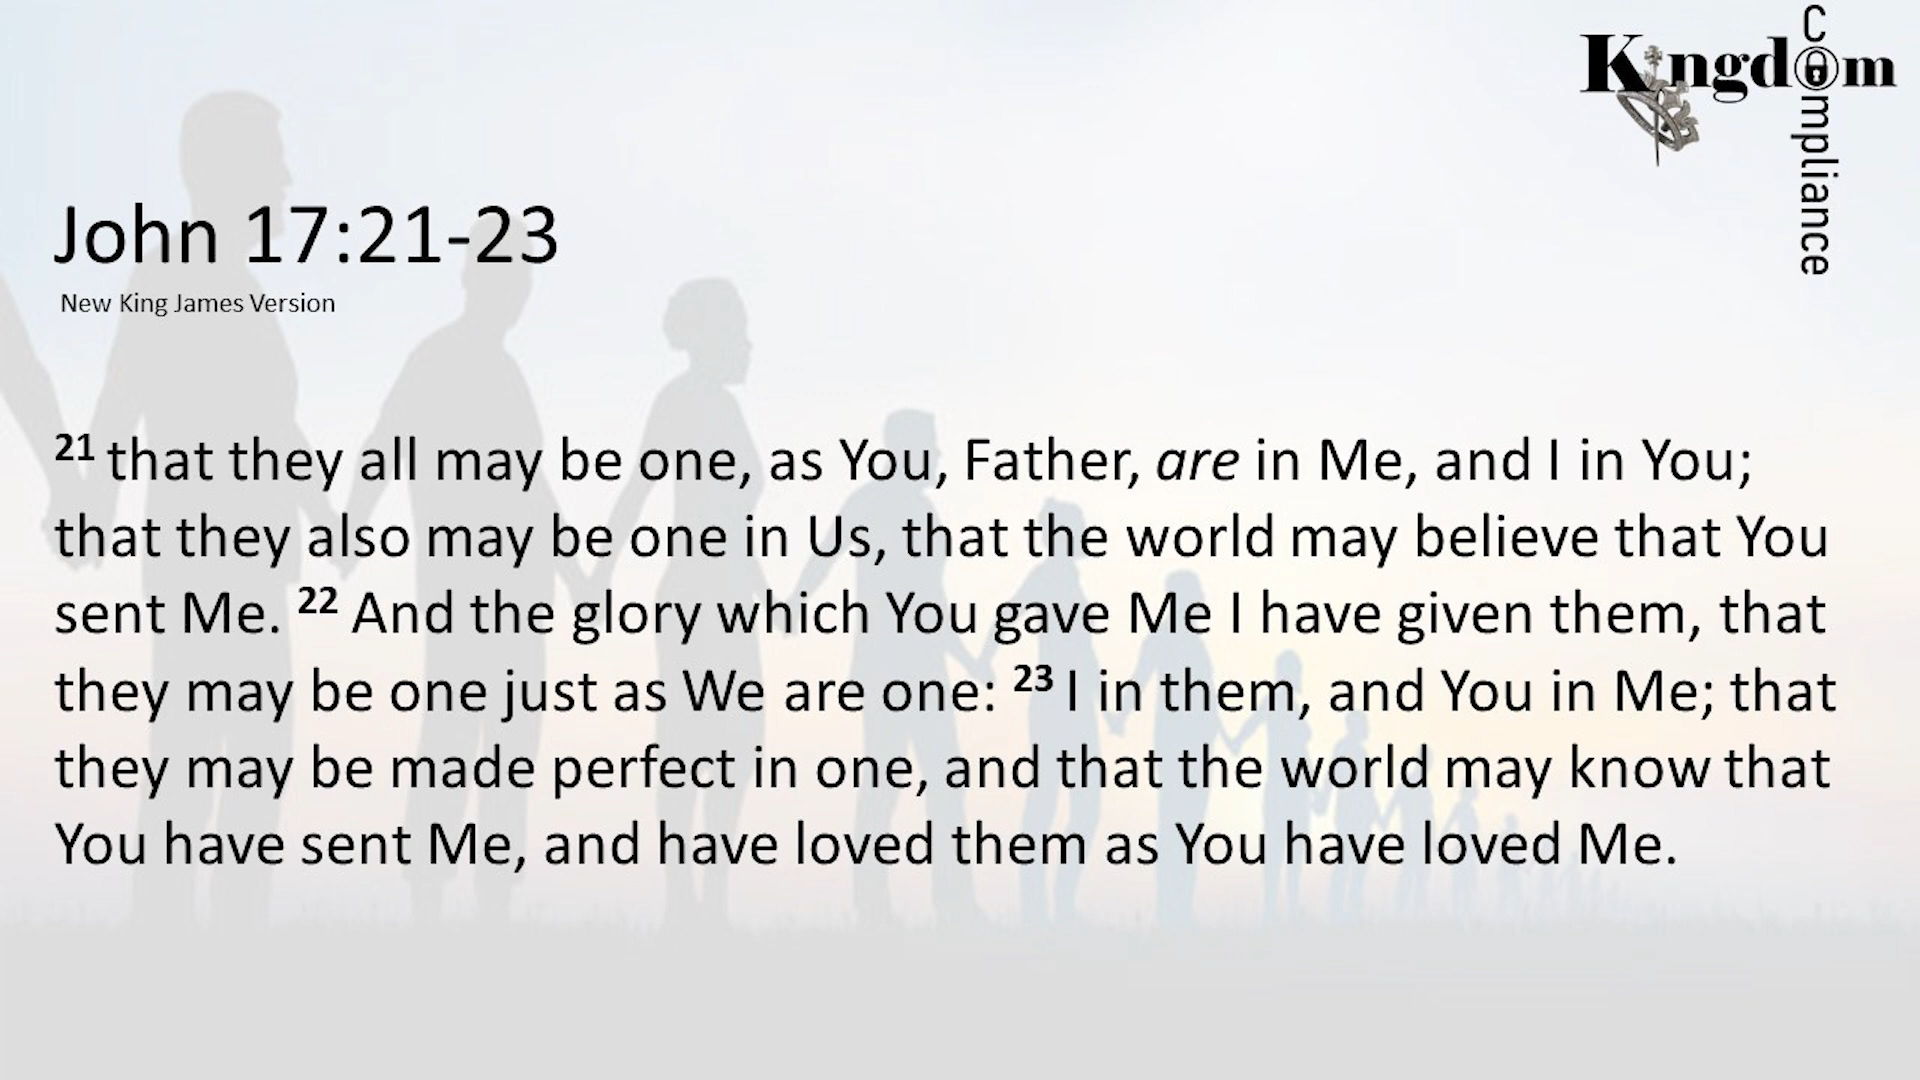 Kingdom
Compliance
John 17:21-23
New King James Version
21 that they all may be one, as You, Father, are in Me, and I in You;
that they also may be one in Us, that the world may believe that You
sent Me. 22 And the glory which You gave Me I have given them, that
they may be one just as We are one: 23 I in them, and You in Me; that
they may be made perfect in one, and that the world may know that
You have sent Me, and have loved them as You have loved Me.